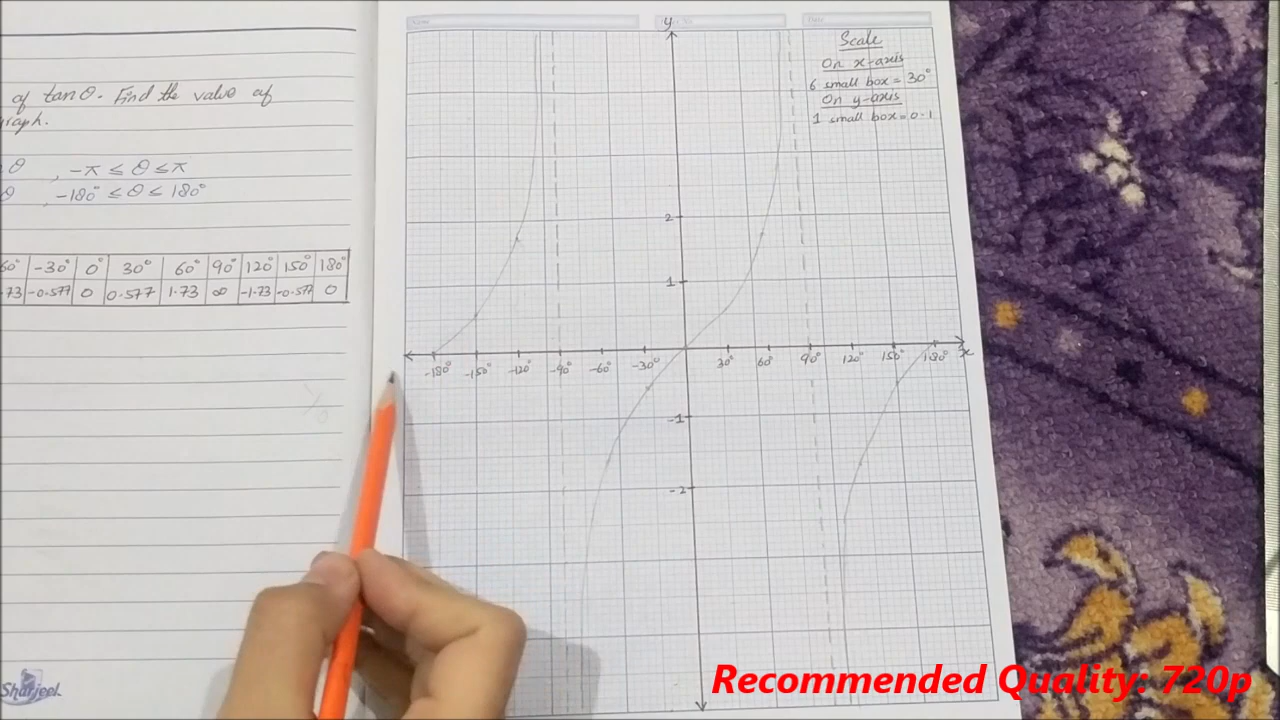 of tanθ. Find the value of
graph.
θ , -π ≤ θ ≤ π
θ , -180° ≤ θ ≤ 180°
60° -30° 0° 30° 60° 90° 120° 150° 180°
.73 -0.577 0 0.577 1.73 ∞ -1.73 -0.577 0
Sharjeel
Name
Date
y
Scale
On x-axis
6 small box = 30°
On y-axis
1 small box = 0.1
2
1
-180° -150° -120° -90° -60° -30° 30° 60° 90° 120° 150° 180° x
-1
-2
Recommended Quality: 720p